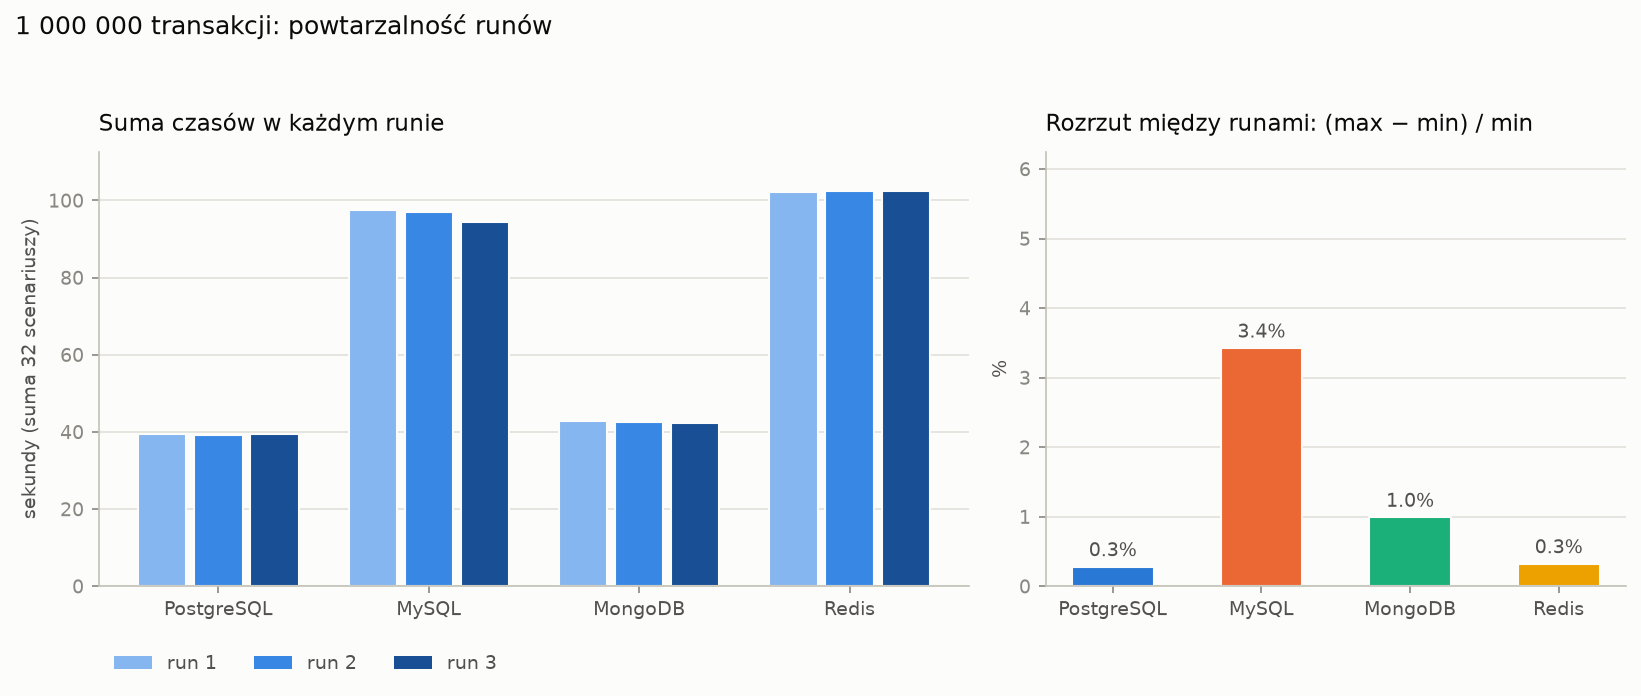 1 000 000 transakcji: powtarzalność runów
Suma czasów w każdym runie
sekundy (suma 32 scenariuszy)
100
80
60
40
20
0
PostgreSQL
MySQL
MongoDB
Redis
run 1
run 2
run 3
Rozrzut między runami: (max − min) / min
%
6
5
4
3
2
1
0
0.3%
3.4%
1.0%
0.3%
PostgreSQL
MySQL
MongoDB
Redis